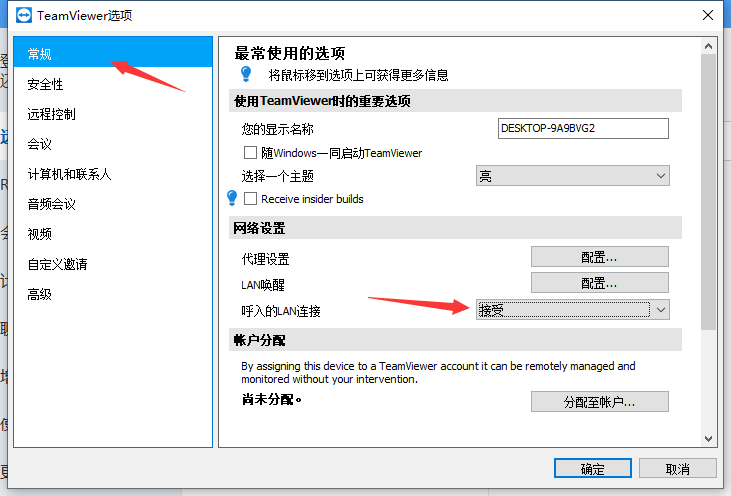 TeamViewer选项
常规
安全性
远程控制
会议
计算机和联系人
音频会议
视频
自定义邀请
高级
最常使用的选项
将鼠标移到选项上可获得更多信息
使用TeamViewer时的重要选项
您的显示名称 DESKTOP-9A9BVG2
随Windows一同启动TeamViewer
选择一个主题 亮
Receive insider builds
网络设置
代理设置 配置...
LAN唤醒 配置...
呼入的LAN连接 接受
帐户分配
By assigning this device to a TeamViewer account it can be remotely managed and
monitored without your intervention.
尚未分配。 分配至帐户...
确定 取消